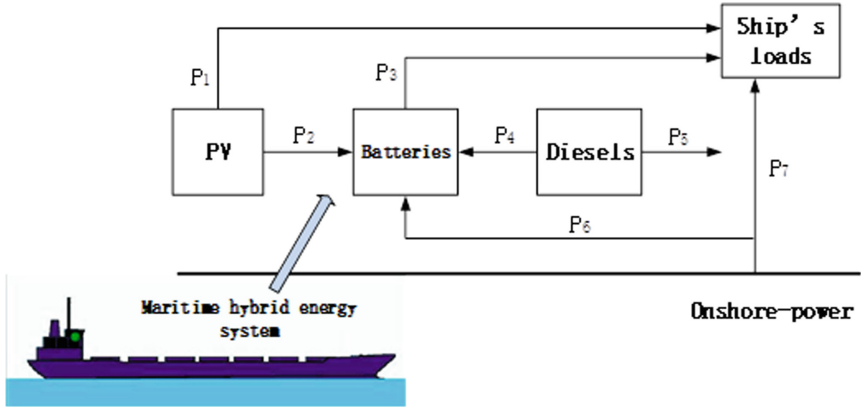 Ship's
loads
P1
P3
PV
P2
Batteries
P4
Diesels
P5
P7
P6
Maritime hybrid energy
system
Onshore-power